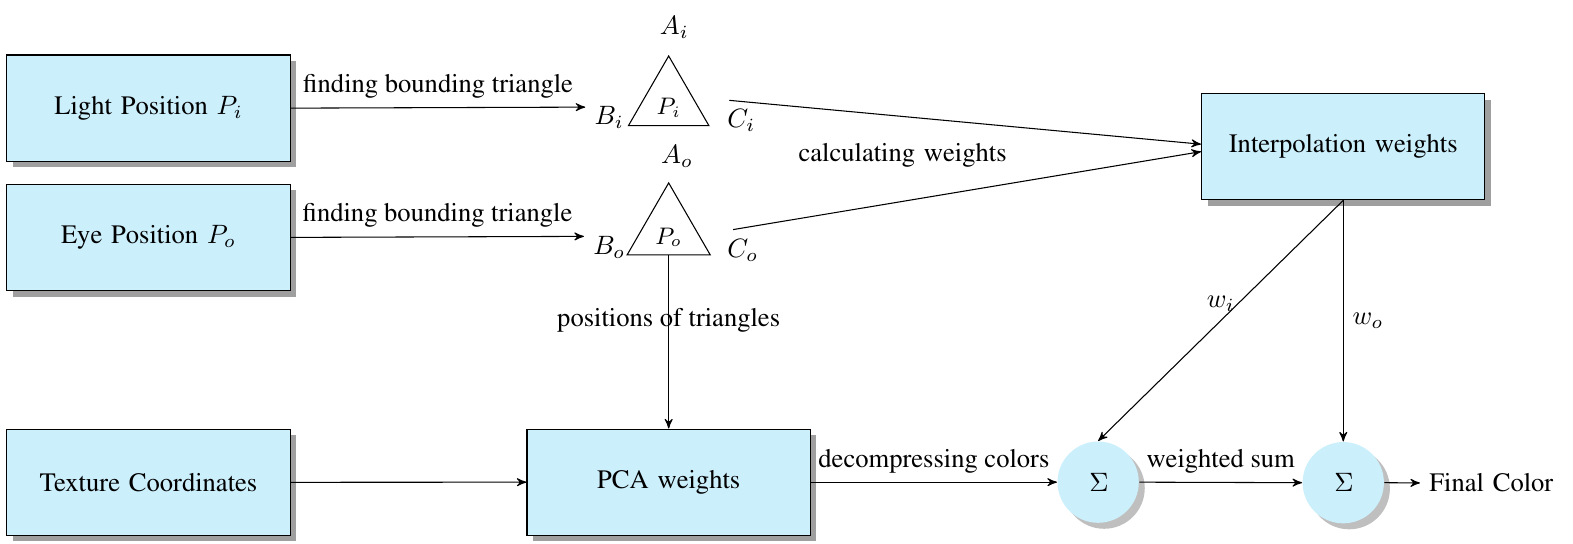 A_i
Light Position P_i
finding bounding triangle
B_i
P_i
C_i
calculating weights
Interpolation weights
A_o
Eye Position P_o
finding bounding triangle
B_o
P_o
C_o
positions of triangles
w_i
w_o
Texture Coordinates
PCA weights
decompressing colors
Σ
weighted sum
Σ
Final Color